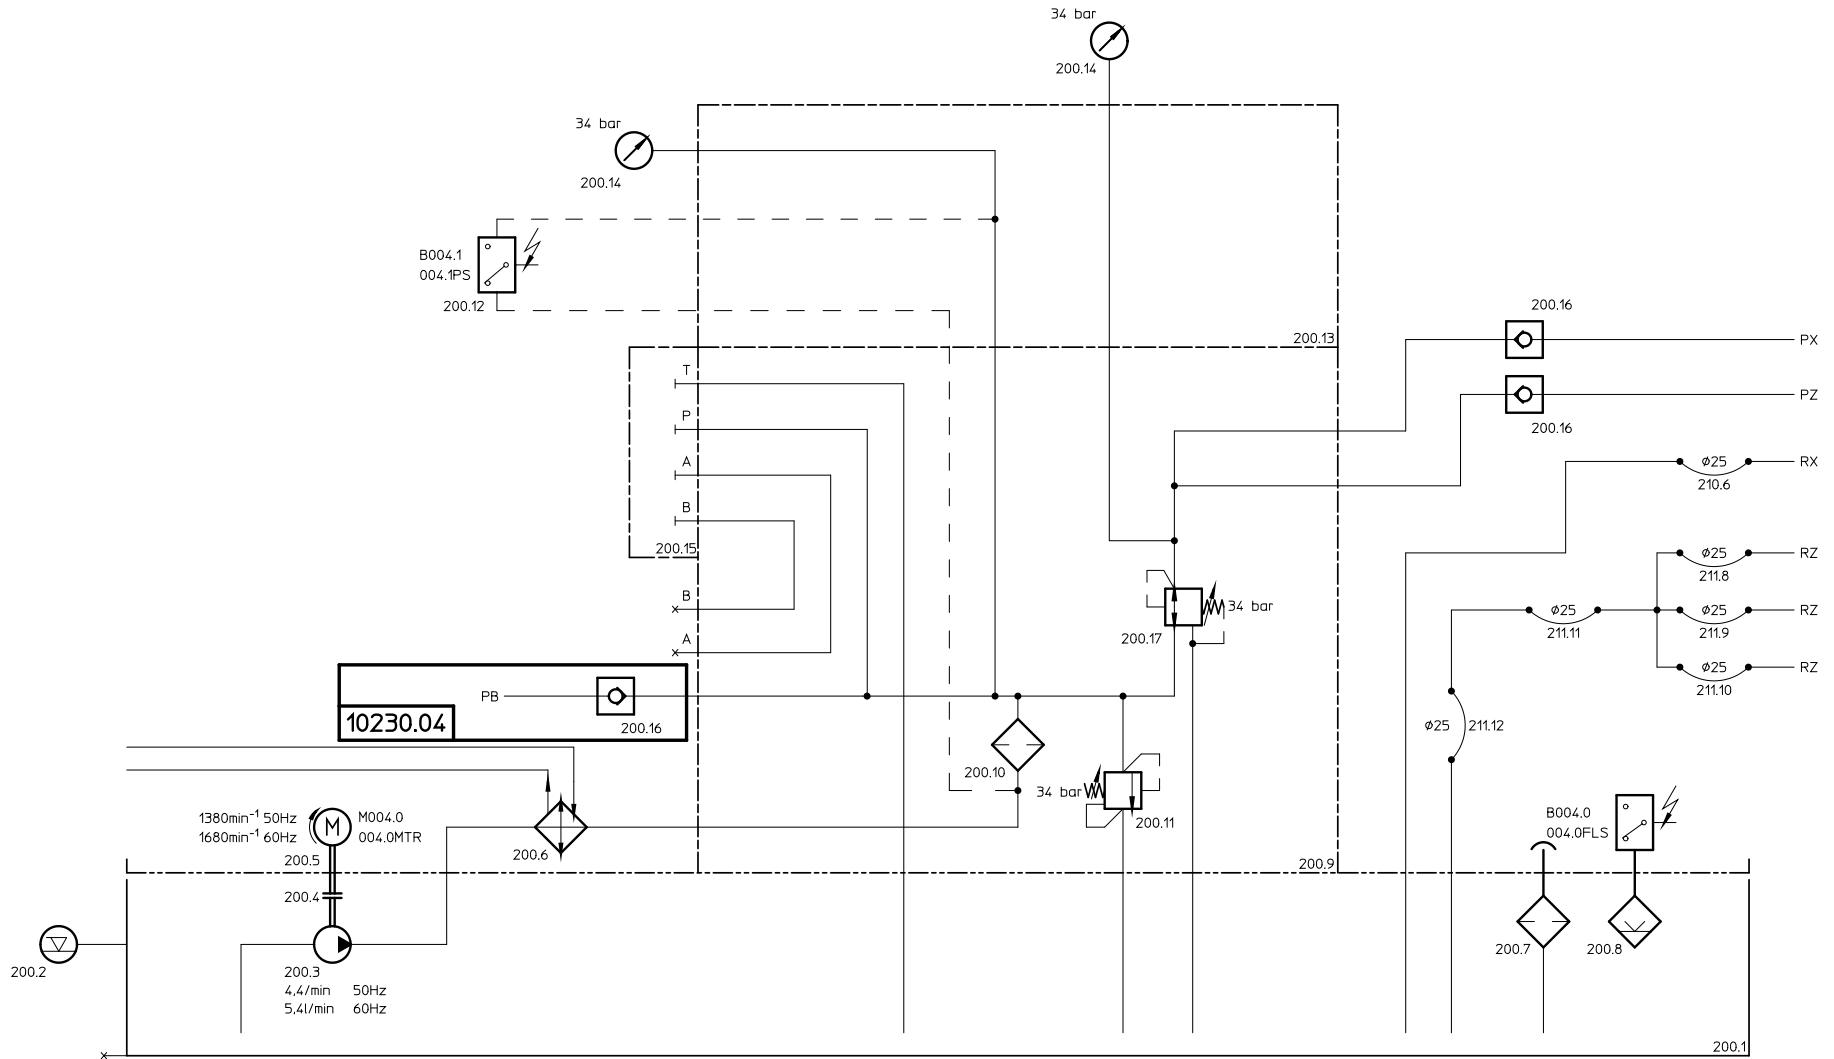 34 bar
200.14
34 bar
200.14
B004.1
004.1PS
200.12
200.16
PX
200.13
T
PZ
P
200.16
A
ø25
RX
210.6
B
200.15
ø25
RZ
211.8
B
34 bar
ø25
ø25
RZ
A
200.17
211.11
211.9
ø25
RZ
PB
211.10
10230.04
200.16
ø25
211.12
200.10
34 bar
200.11
1380min-1 50Hz
1680min-1 60Hz
M
M004.0
004.0MTR
B004.0
004.0FLS
200.5
200.6
200.9
200.4
200.7
200.8
200.2
200.3
4,4/min 50Hz
5,4l/min 60Hz
200.1